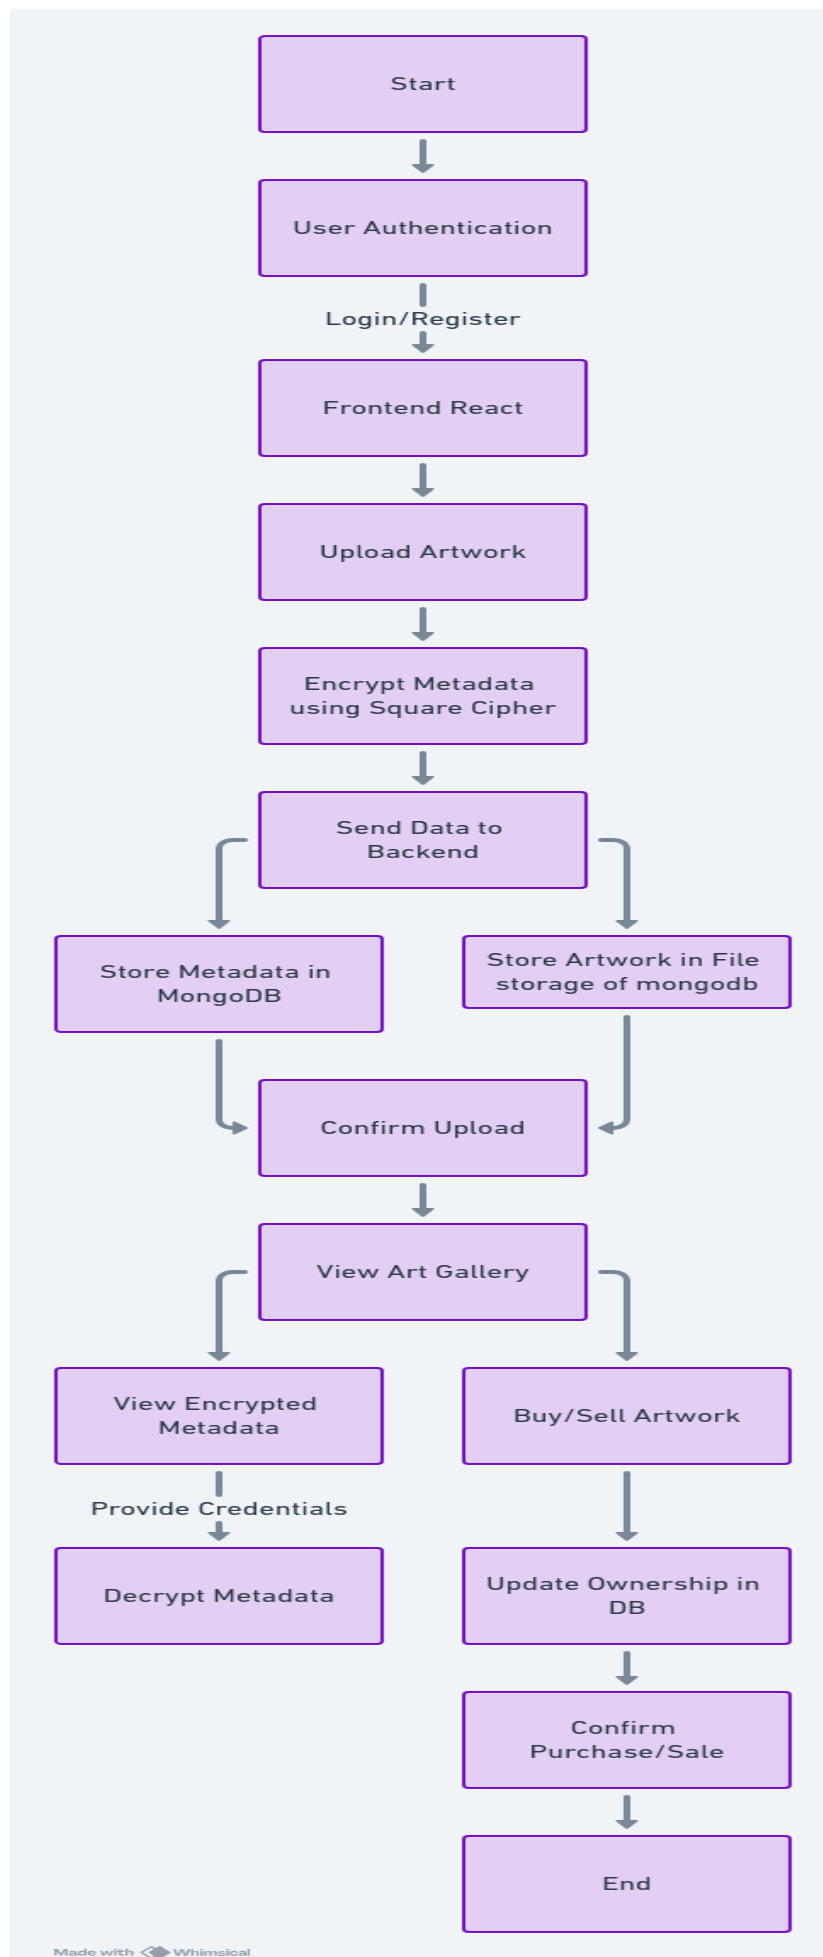 Start
User Authentication
Login/Register
Frontend React
Upload Artwork
Encrypt Metadata
using Square Cipher
Send Data to
Backend
Store Metadata in
MongoDB
Store Artwork in File
storage of mongodb
Confirm Upload
View Art Gallery
View Encrypted
Metadata
Buy/Sell Artwork
Provide Credentials
Decrypt Metadata
Update Ownership in
DB
Confirm
Purchase/Sale
End
Made with Whimsical